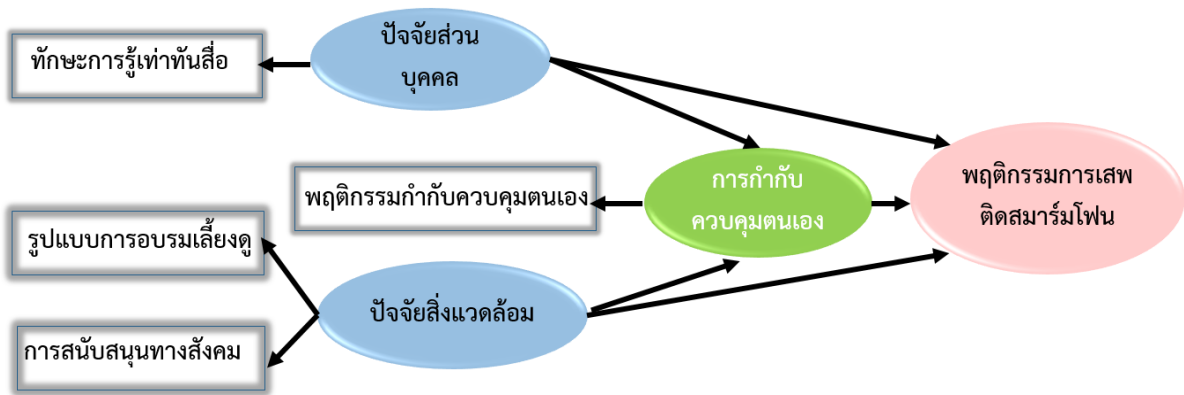 ปัจจัยส่วน
บุคคล
ทักษะการรู้เท่าทันสื่อ
พฤติกรรมกำกับควบคุมตนเอง
การกำกับ
ควบคุมตนเอง
พฤติกรรมการเสพ
ติดสมาร์มโฟน
รูปแบบการอบรมเลี้ยงดู
ปัจจัยสิ่งแวดล้อม
การสนับสนุนทางสังคม